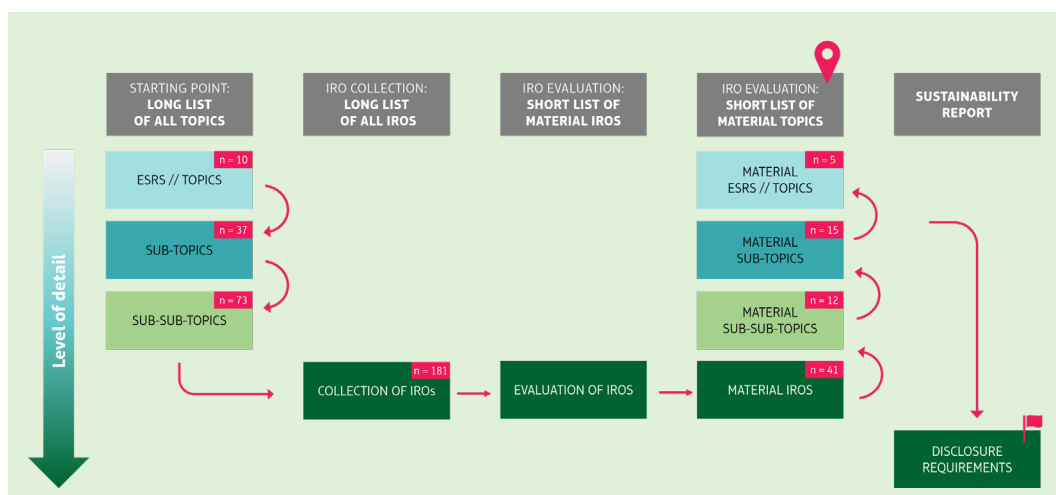 STARTING POINT:
LONG LIST
OF ALL TOPICS
IRO COLLECTION:
LONG LIST
OF ALL IROS
IRO EVALUATION:
SHORT LIST OF
MATERIAL IROS
IRO EVALUATION:
SHORT LIST OF
MATERIAL TOPICS
SUSTAINABILITY
REPORT
Level of detail
n = 10
ESRS // TOPICS
n = 37
SUB-TOPICS
n = 73
SUB-SUB-TOPICS
n = 181
COLLECTION OF IROs
EVALUATION OF IROS
n = 5
MATERIAL
ESRS // TOPICS
n = 15
MATERIAL
SUB-TOPICS
n = 12
MATERIAL
SUB-SUB-TOPICS
n = 41
MATERIAL IROS
DISCLOSURE
REQUIREMENTS